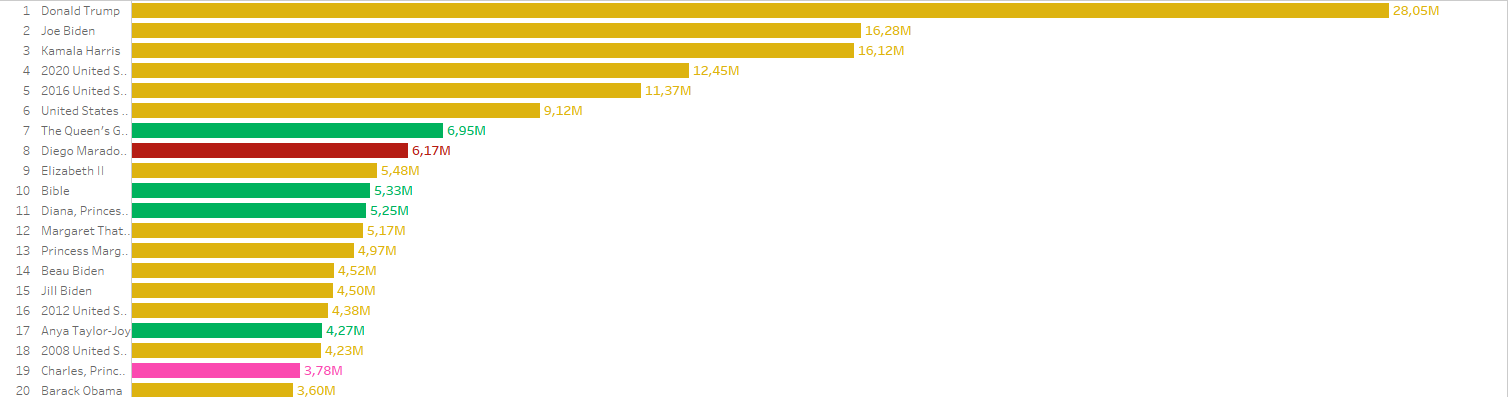 1 Donald Trump 28,05M
2 Joe Biden 16,28M
3 Kamala Harris 16,12M
4 2020 United S.. 12,45M
5 2016 United S.. 11,37M
6 United States .. 9,12M
7 The Queen's G.. 6,95M
8 Diego Marado.. 6,17M
9 Elizabeth II 5,48M
10 Bible 5,33M
11 Diana, Princes.. 5,25M
12 Margaret That.. 5,17M
13 Princess Marg.. 4,97M
14 Beau Biden 4,52M
15 Jill Biden 4,50M
16 2012 United S.. 4,38M
17 Anya Taylor-Joy 4,27M
18 2008 United S.. 4,23M
19 Charles, Princ.. 3,78M
20 Barack Obama 3,60M